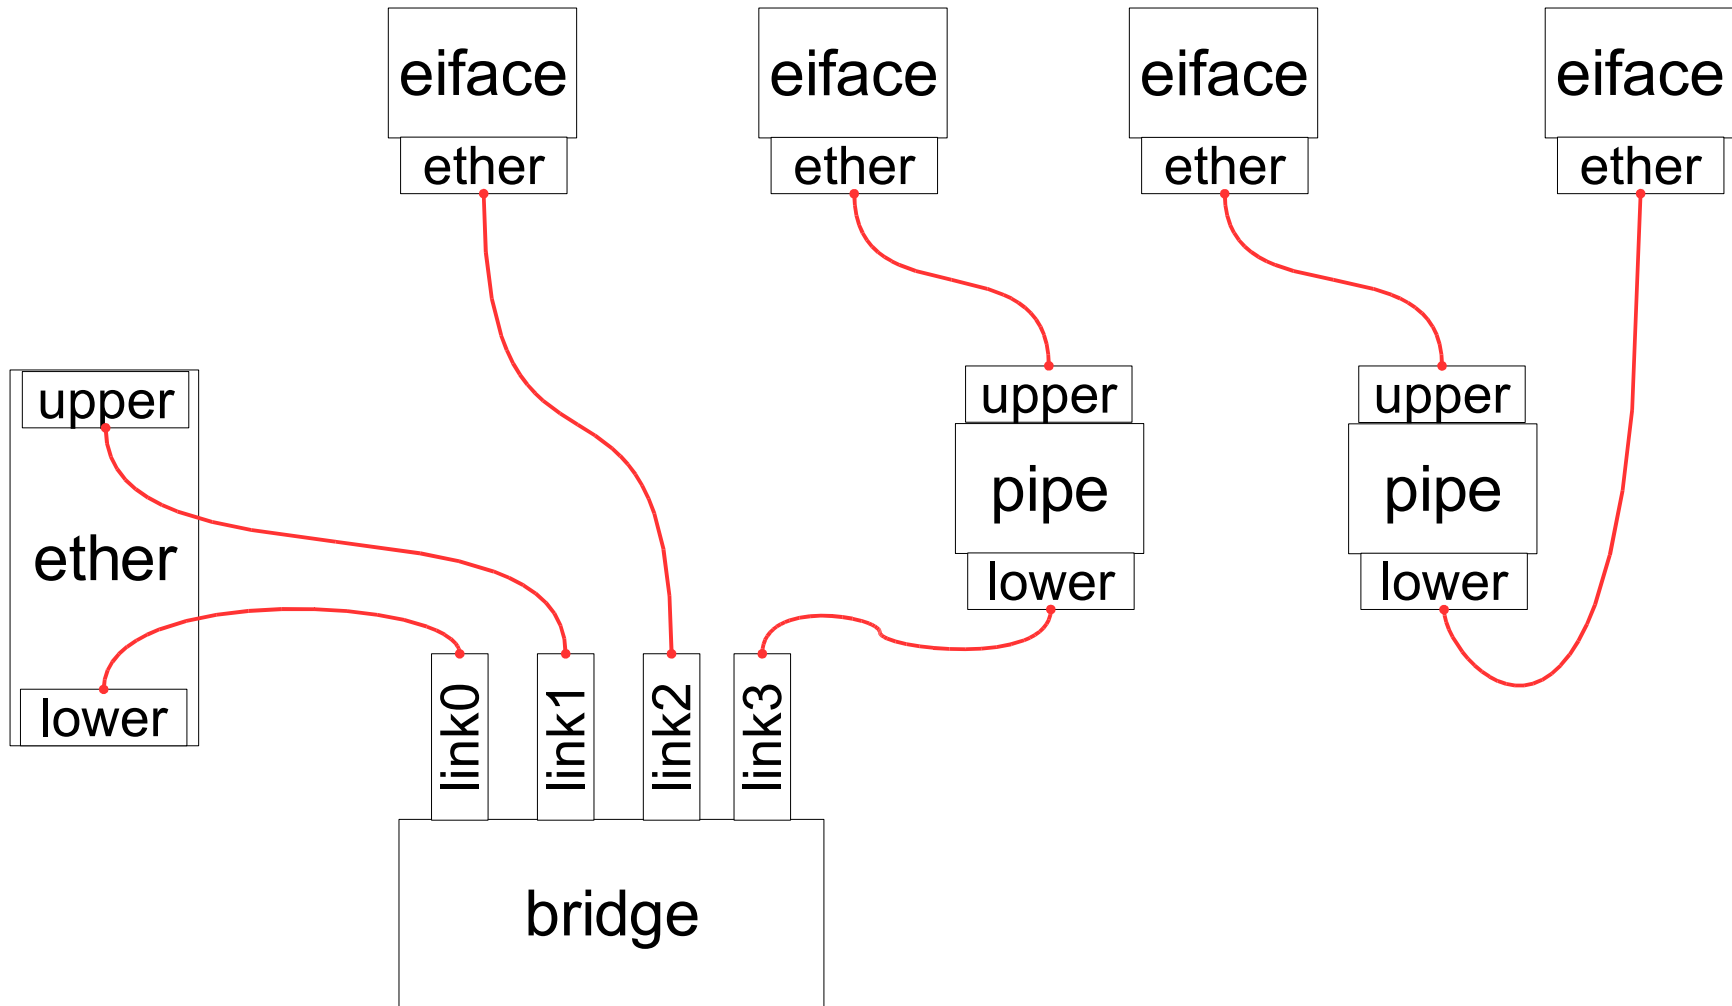 eiface
eiface
eiface
eiface
ether
ether
ether
ether
upper
upper
upper
pipe
pipe
ether
lower
lower
lower
link0
link1
link2
link3
bridge